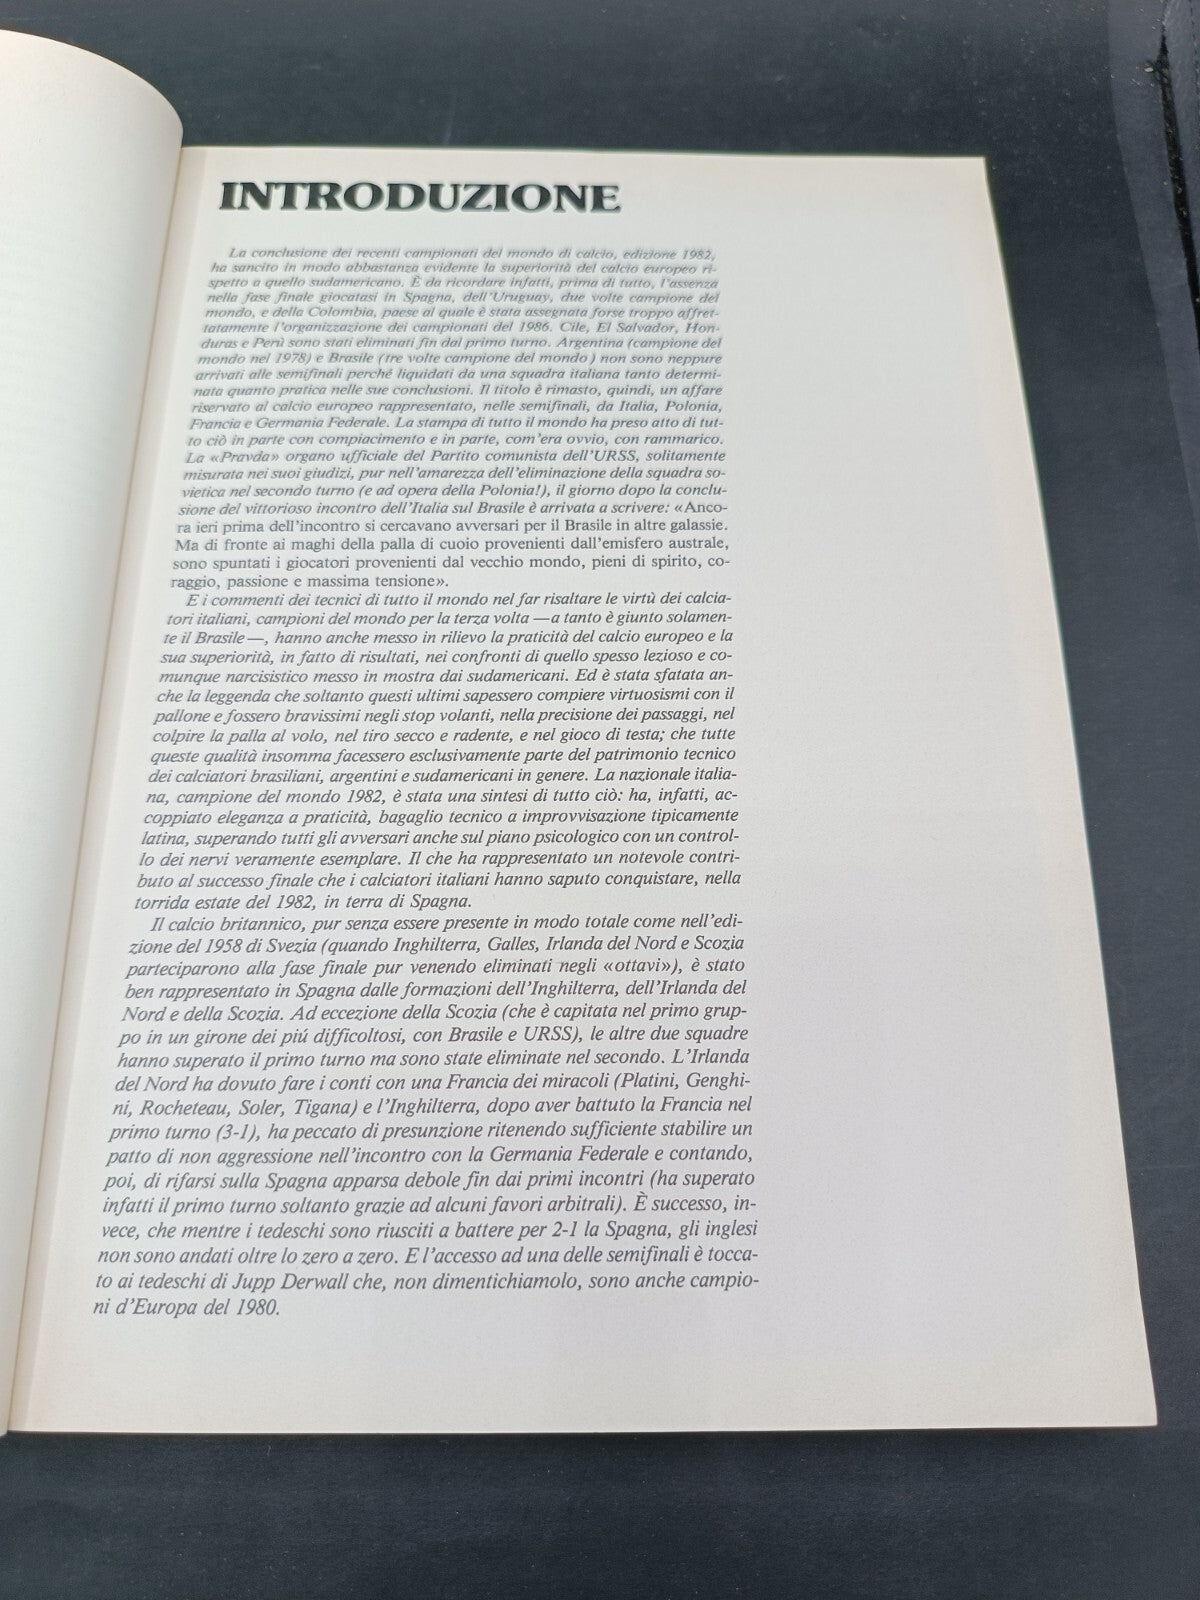 INTRODUZIONE
La conclusione dei recenti campionati del mondo di calcio, edizione 1982,
ha sancito in modo abbastanza evidente la superiorità del calcio europeo ri-
spetto a quello sudamericano. È da ricordare infatti, prima di tutto, l'assenza
nella fase finale giocatasi in Spagna, dell'Uruguay, due volte campione del
mondo, e della Colombia, paese al quale è stata assegnata forse troppo affret-
tatamente l'organizzazione dei campionati del 1986. Cile, El Salvador, Hon-
duras e Perù sono stati eliminati fin dal primo turno. Argentina (campione del
mondo nel 1978) e Brasile (tre volte campione del mondo) non sono neppure
arrivati alle semifinali perché liquidati da una squadra italiana tanto determi-
nata quanto pratica nelle sue conclusioni. Il titolo è rimasto, quindi, un affare
riservato al calcio europeo rappresentato, nelle semifinali, da Italia, Polonia,
Francia e Germania Federale. La stampa di tutto il mondo ha preso atto di tut-
to ciò in parte con compiacimento e in parte, com'era ovvio, con rammarico.
La «Pravda» organo ufficiale del Partito comunista dell'URSS, solitamente
misurata nei suoi giudizi, pur nell'amarezza dell'eliminazione della squadra so-
vietica nel secondo turno (e ad opera della Polonia!), il giorno dopo la conclu-
sione del vittorioso incontro dell'Italia sul Brasile è arrivata a scrivere: «Anco-
ra ieri prima dell'incontro si cercavano avversari per il Brasile in altre galassie.
Ma di fronte ai maghi della palla di cuoio provenienti dall'emisfero australe,
sono spuntati i giocatori provenienti dal vecchio mondo, pieni di spirito, co-
raggio, passione e massima tensione».
E i commenti dei tecnici di tutto il mondo nel far risaltare le virtù dei calcia-
tori italiani, campioni del mondo per la terza volta —a tanto è giunto solamen-
te il Brasile—, hanno anche messo in rilievo la praticità del calcio europeo e la
sua superiorità, in fatto di risultati, nei confronti di quello spesso lezioso e co-
munque narcisistico messo in mostra dai sudamericani. Ed è stata sfatata an-
che la leggenda che soltanto questi ultimi sapessero compiere virtuosismi con il
pallone e fossero bravissimi negli stop volanti, nella precisione dei passaggi, nel
colpire la palla al volo, nel tiro secco e radente, e nel gioco di testa; che tutte
queste qualità insomma facessero esclusivamente parte del patrimonio tecnico
dei calciatori brasiliani, argentini e sudamericani in genere. La nazionale italia-
na, campione del mondo 1982, è stata una sintesi di tutto ciò: ha, infatti, ac-
coppiato eleganza a praticità, bagaglio tecnico a improvvisazione tipicamente
latina, superando tutti gli avversari anche sul piano psicologico con un control-
lo dei nervi veramente esemplare. Il che ha rappresentato un notevole contri-
buto al successo finale che i calciatori italiani hanno saputo conquistare, nella
torrida estate del 1982, in terra di Spagna.
Il calcio britannico, pur senza essere presente in modo totale come nell'edi-
zione del 1958 di Svezia (quando Inghilterra, Galles, Irlanda del Nord e Scozia
parteciparono alla fase finale pur venendo eliminati negli «ottavi»), è stato
ben rappresentato in Spagna dalle formazioni dell'Inghilterra, dell'Irlanda del
Nord e della Scozia. Ad eccezione della Scozia (che è capitata nel primo grup-
po in un girone dei piú difficoltosi, con Brasile e URSS), le altre due squadre
hanno superato il primo turno ma sono state eliminate nel secondo. L'Irlanda
del Nord ha dovuto fare i conti con una Francia dei miracoli (Platini, Genghi-
ni, Rocheteau, Soler, Tigana) e l'Inghilterra, dopo aver battuto la Francia nel
primo turno (3-1), ha peccato di presunzione ritenendo sufficiente stabilire un
patto di non aggressione nell'incontro con la Germania Federale e contando,
poi, di rifarsi sulla Spagna apparsa debole fin dai primi incontri (ha superato
infatti il primo turno soltanto grazie ad alcuni favori arbitrali). È successo, in-
vece, che mentre i tedeschi sono riusciti a battere per 2-1 la Spagna, gli inglesi
non sono andati oltre lo zero a zero. E l'accesso ad una delle semifinali è tocca-
to ai tedeschi di Jupp Derwall che, non dimentichiamolo, sono anche campio-
ni d'Europa del 1980.